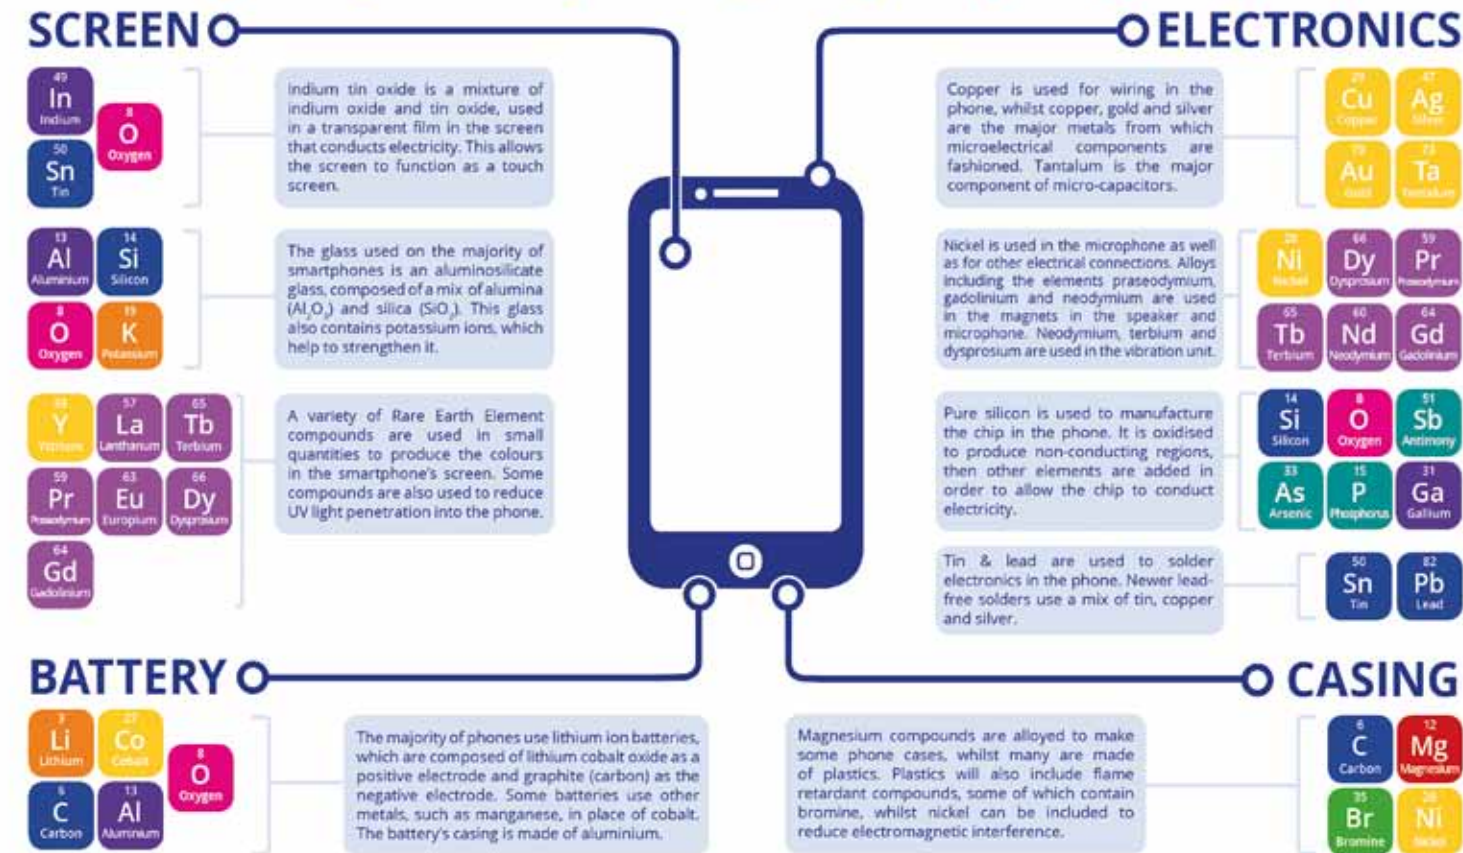 SCREEN
49
In
Indium
8
O
Oxygen
50
Sn
Tin
Indium tin oxide is a mixture of
indium oxide and tin oxide, used
in a transparent film in the screen
that conducts electricity. This allows
the screen to function as a touch
screen.
13
Al
Aluminium
14
Si
Silicon
8
O
Oxygen
19
K
Potassium
The glass used on the majority of
smartphones is an aluminosilicate
glass, composed of a mix of alumina
(Al₂O₃) and silica (SiO₂). This glass
also contains potassium ions, which
help to strengthen it.
39
Y
Yttrium
57
La
Lanthanum
65
Tb
Terbium
59
Pr
Praseodymium
63
Eu
Europium
66
Dy
Dysprosium
64
Gd
Gadolinium
A variety of Rare Earth Element
compounds are used in small
quantities to produce the colours
in the smartphone's screen. Some
compounds are also used to reduce
UV light penetration into the phone.
ELECTRONICS
Copper is used for wiring in the
phone, whilst copper, gold and silver
are the major metals from which
microelectrical components are
fashioned. Tantalum is the major
component of micro-capacitors.
29
Cu
Copper
47
Ag
Silver
79
Au
Gold
73
Ta
Tantalum
Nickel is used in the microphone as well
as for other electrical connections. Alloys
including the elements praseodymium,
gadolinium and neodymium are used
in the magnets in the speaker and
microphone. Neodymium, terbium and
dysprosium are used in the vibration unit.
28
Ni
Nickel
66
Dy
Dysprosium
59
Pr
Praseodymium
65
Tb
Terbium
60
Nd
Neodymium
64
Gd
Gadolinium
Pure silicon is used to manufacture
the chip in the phone. It is oxidised
to produce non-conducting regions,
then other elements are added in
order to allow the chip to conduct
electricity.
14
Si
Silicon
8
O
Oxygen
51
Sb
Antimony
33
As
Arsenic
15
P
Phosphorus
31
Ga
Gallium
Tin & lead are used to solder
electronics in the phone. Newer lead-
free solders use a mix of tin, copper
and silver.
50
Sn
Tin
82
Pb
Lead
BATTERY
3
Li
Lithium
27
Co
Cobalt
8
O
Oxygen
6
C
Carbon
13
Al
Aluminium
The majority of phones use lithium ion batteries,
which are composed of lithium cobalt oxide as a
positive electrode and graphite (carbon) as the
negative electrode. Some batteries use other
metals, such as manganese, in place of cobalt.
The battery's casing is made of aluminium.
CASING
Magnesium compounds are alloyed to make
some phone cases, whilst many are made
of plastics. Plastics will also include flame
retardant compounds, some of which contain
bromine, whilst nickel can be included to
reduce electromagnetic interference.
6
C
Carbon
12
Mg
Magnesium
35
Br
Bromine
28
Ni
Nickel